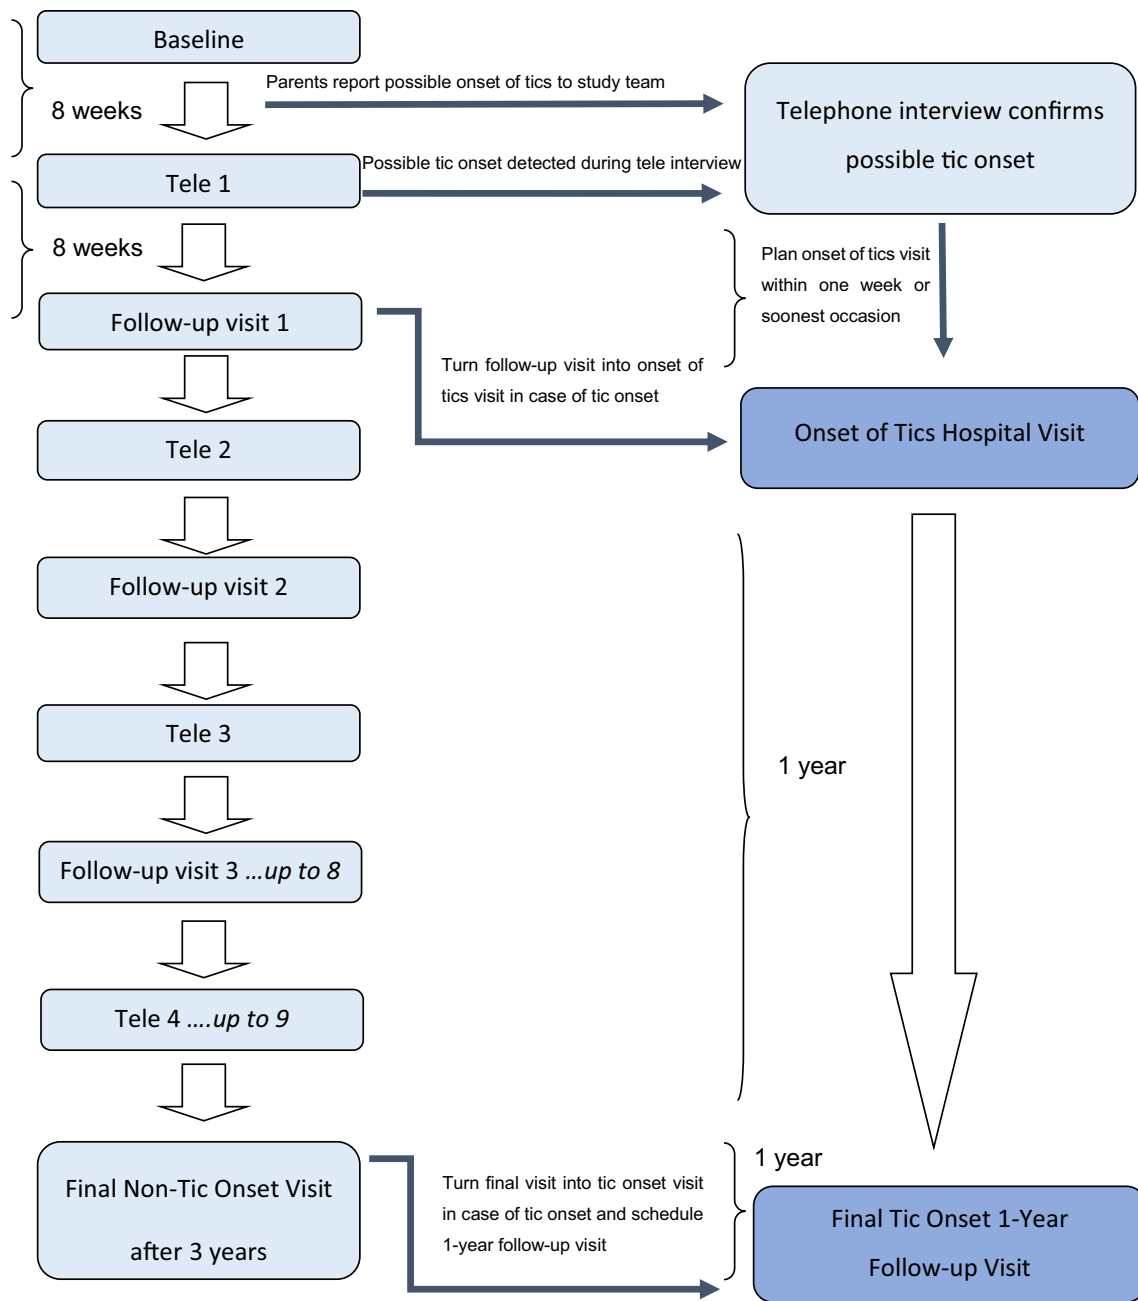 Baseline
8 weeks
Parents report possible onset of tics to study team
Telephone interview confirms
possible tic onset
Tele 1
Possible tic onset detected during tele interview
8 weeks
Plan onset of tics visit
within one week or
soonest occasion
Follow-up visit 1
Turn follow-up visit into onset of
tics visit in case of tic onset
Onset of Tics Hospital Visit
Tele 2
Follow-up visit 2
Tele 3
1 year
Follow-up visit 3 ...up to 8
Tele 4 ....up to 9
Final Non-Tic Onset Visit
after 3 years
Turn final visit into tic onset visit
in case of tic onset and schedule
1-year follow-up visit
1 year
Final Tic Onset 1-Year
Follow-up Visit